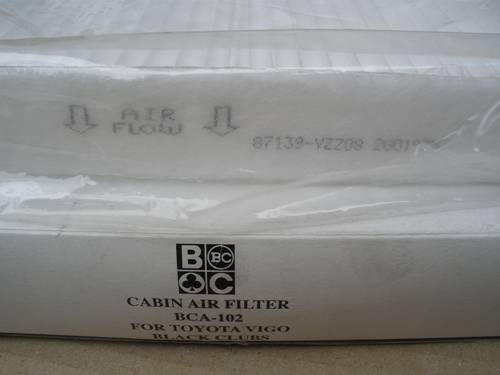 AIR
FLOW
87139-YZZ08
B BC
C
CABIN AIR FILTER
BCA-102
FOR TOYOTA VIGO
BLACK CLUBS